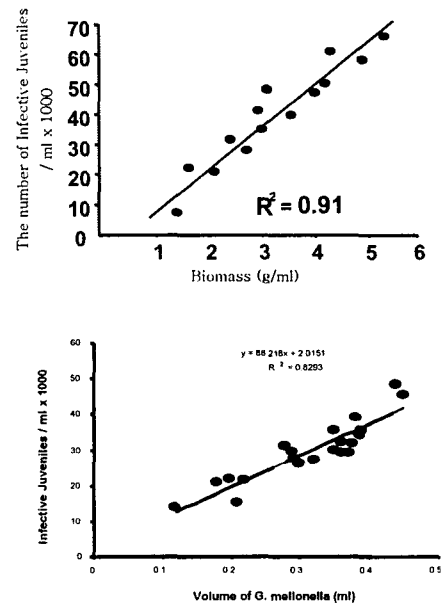 The number of Infective Juveniles
/ ml x 1000
70
60
50
40
30
20
10
0
R² = 0.91
1 2 3 4 5 6
Biomass (g/ml)
Infective Juveniles / ml x 1000
60
50
40
30
20
10
0
y = 88 218x + 2.0151
R ² = 0.8293
0 0 1 0 2 0 3 0 4 0 5
Volume of G. mellonella (ml)